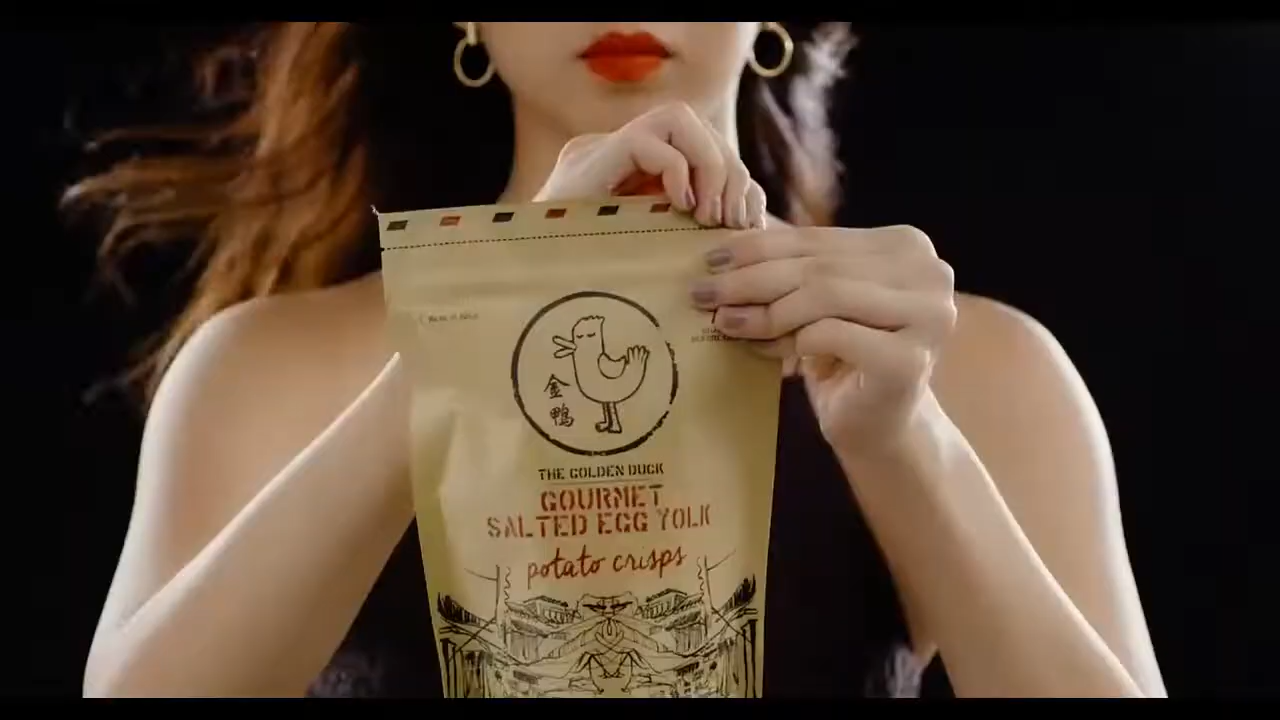 金
鴨
THE GOLDEN DUCK
GOURMET
SALTED EGG YOLK
potato crisps